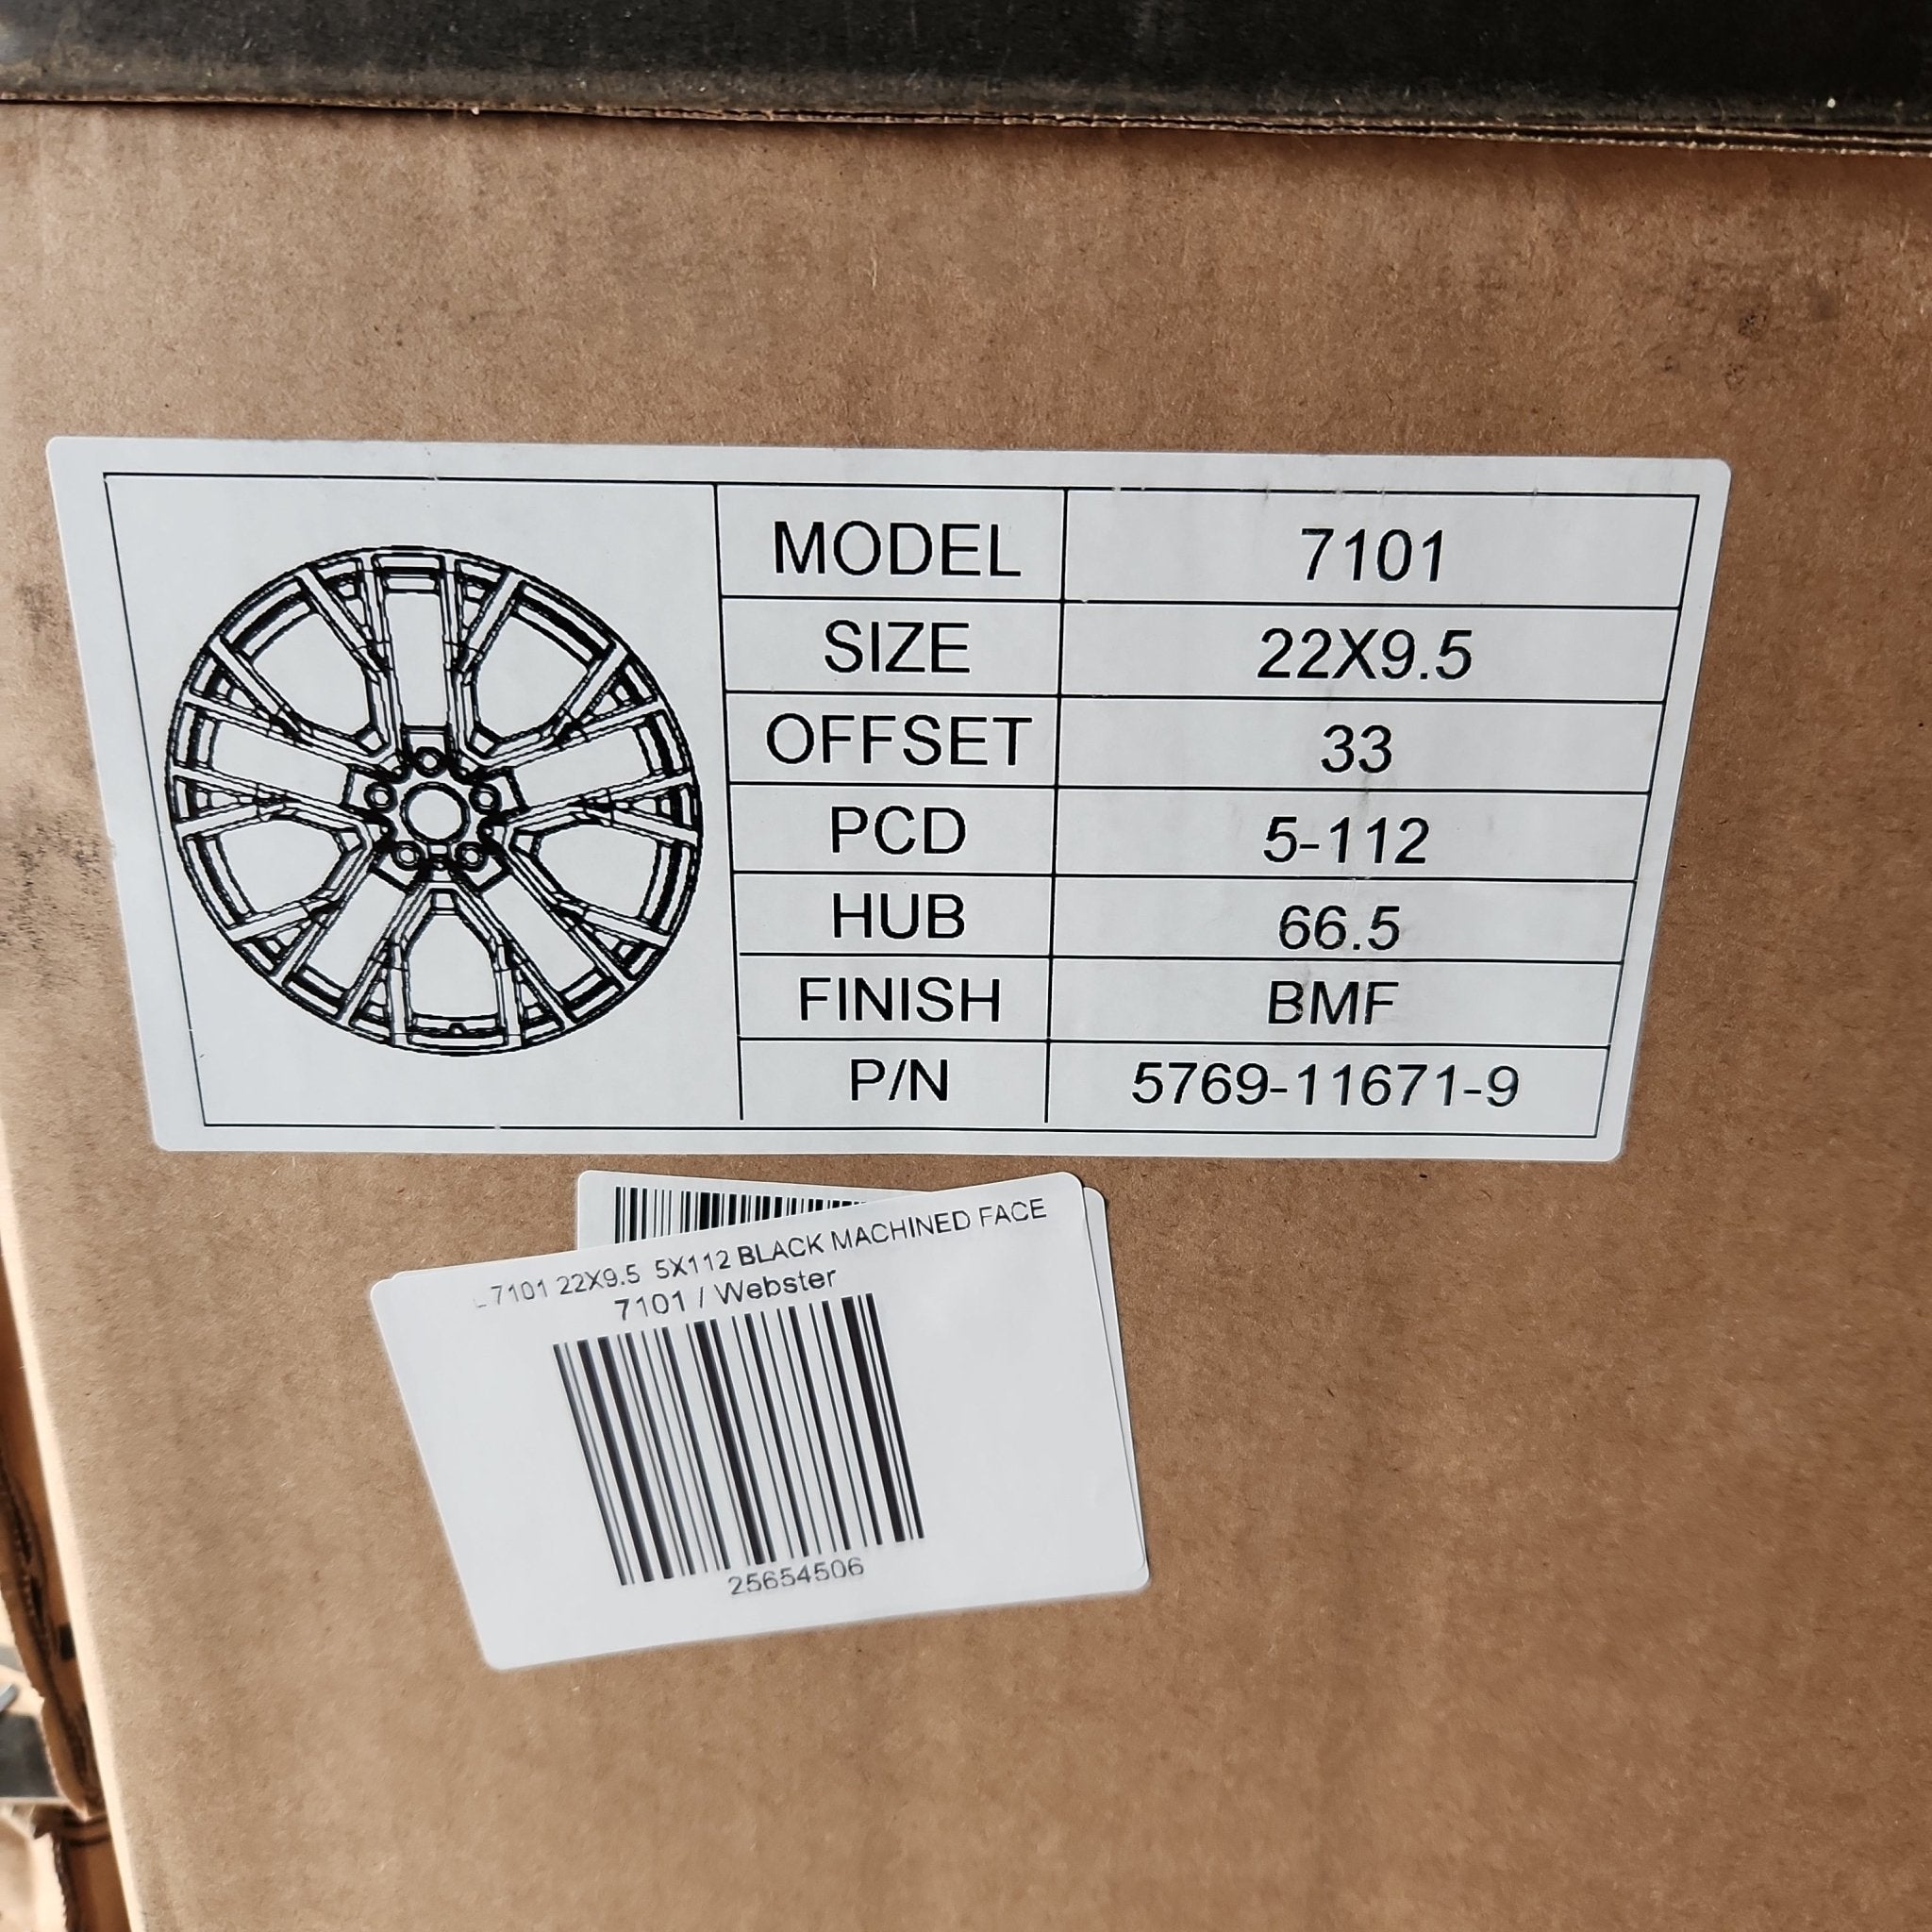 MODEL 7101
SIZE 22X9.5
OFFSET 33
PCD 5-112
HUB 66.5
FINISH BMF
P/N 5769-11671-9
7101 22X9.5 5X112 BLACK MACHINED FACE
7101 / Webster
25654506